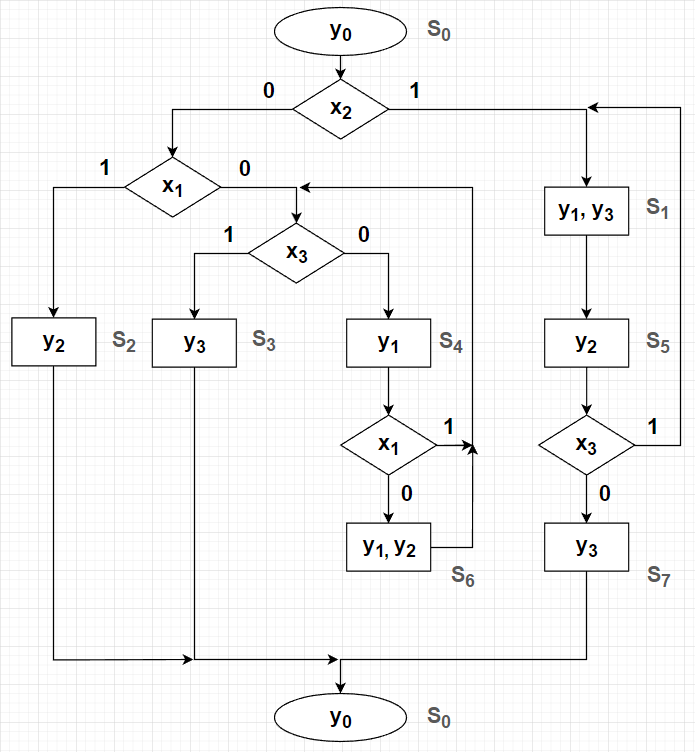 y₀ S₀
0 1
x₂
1 0
x₁
y₁, y₃ S₁
1 0
x₃
y₂ S₂ y₃ S₃ y₁ S₄ y₂ S₅
1 1
x₁ x₃
0 0
y₁, y₂ y₃
S₆ S₇
y₀ S₀